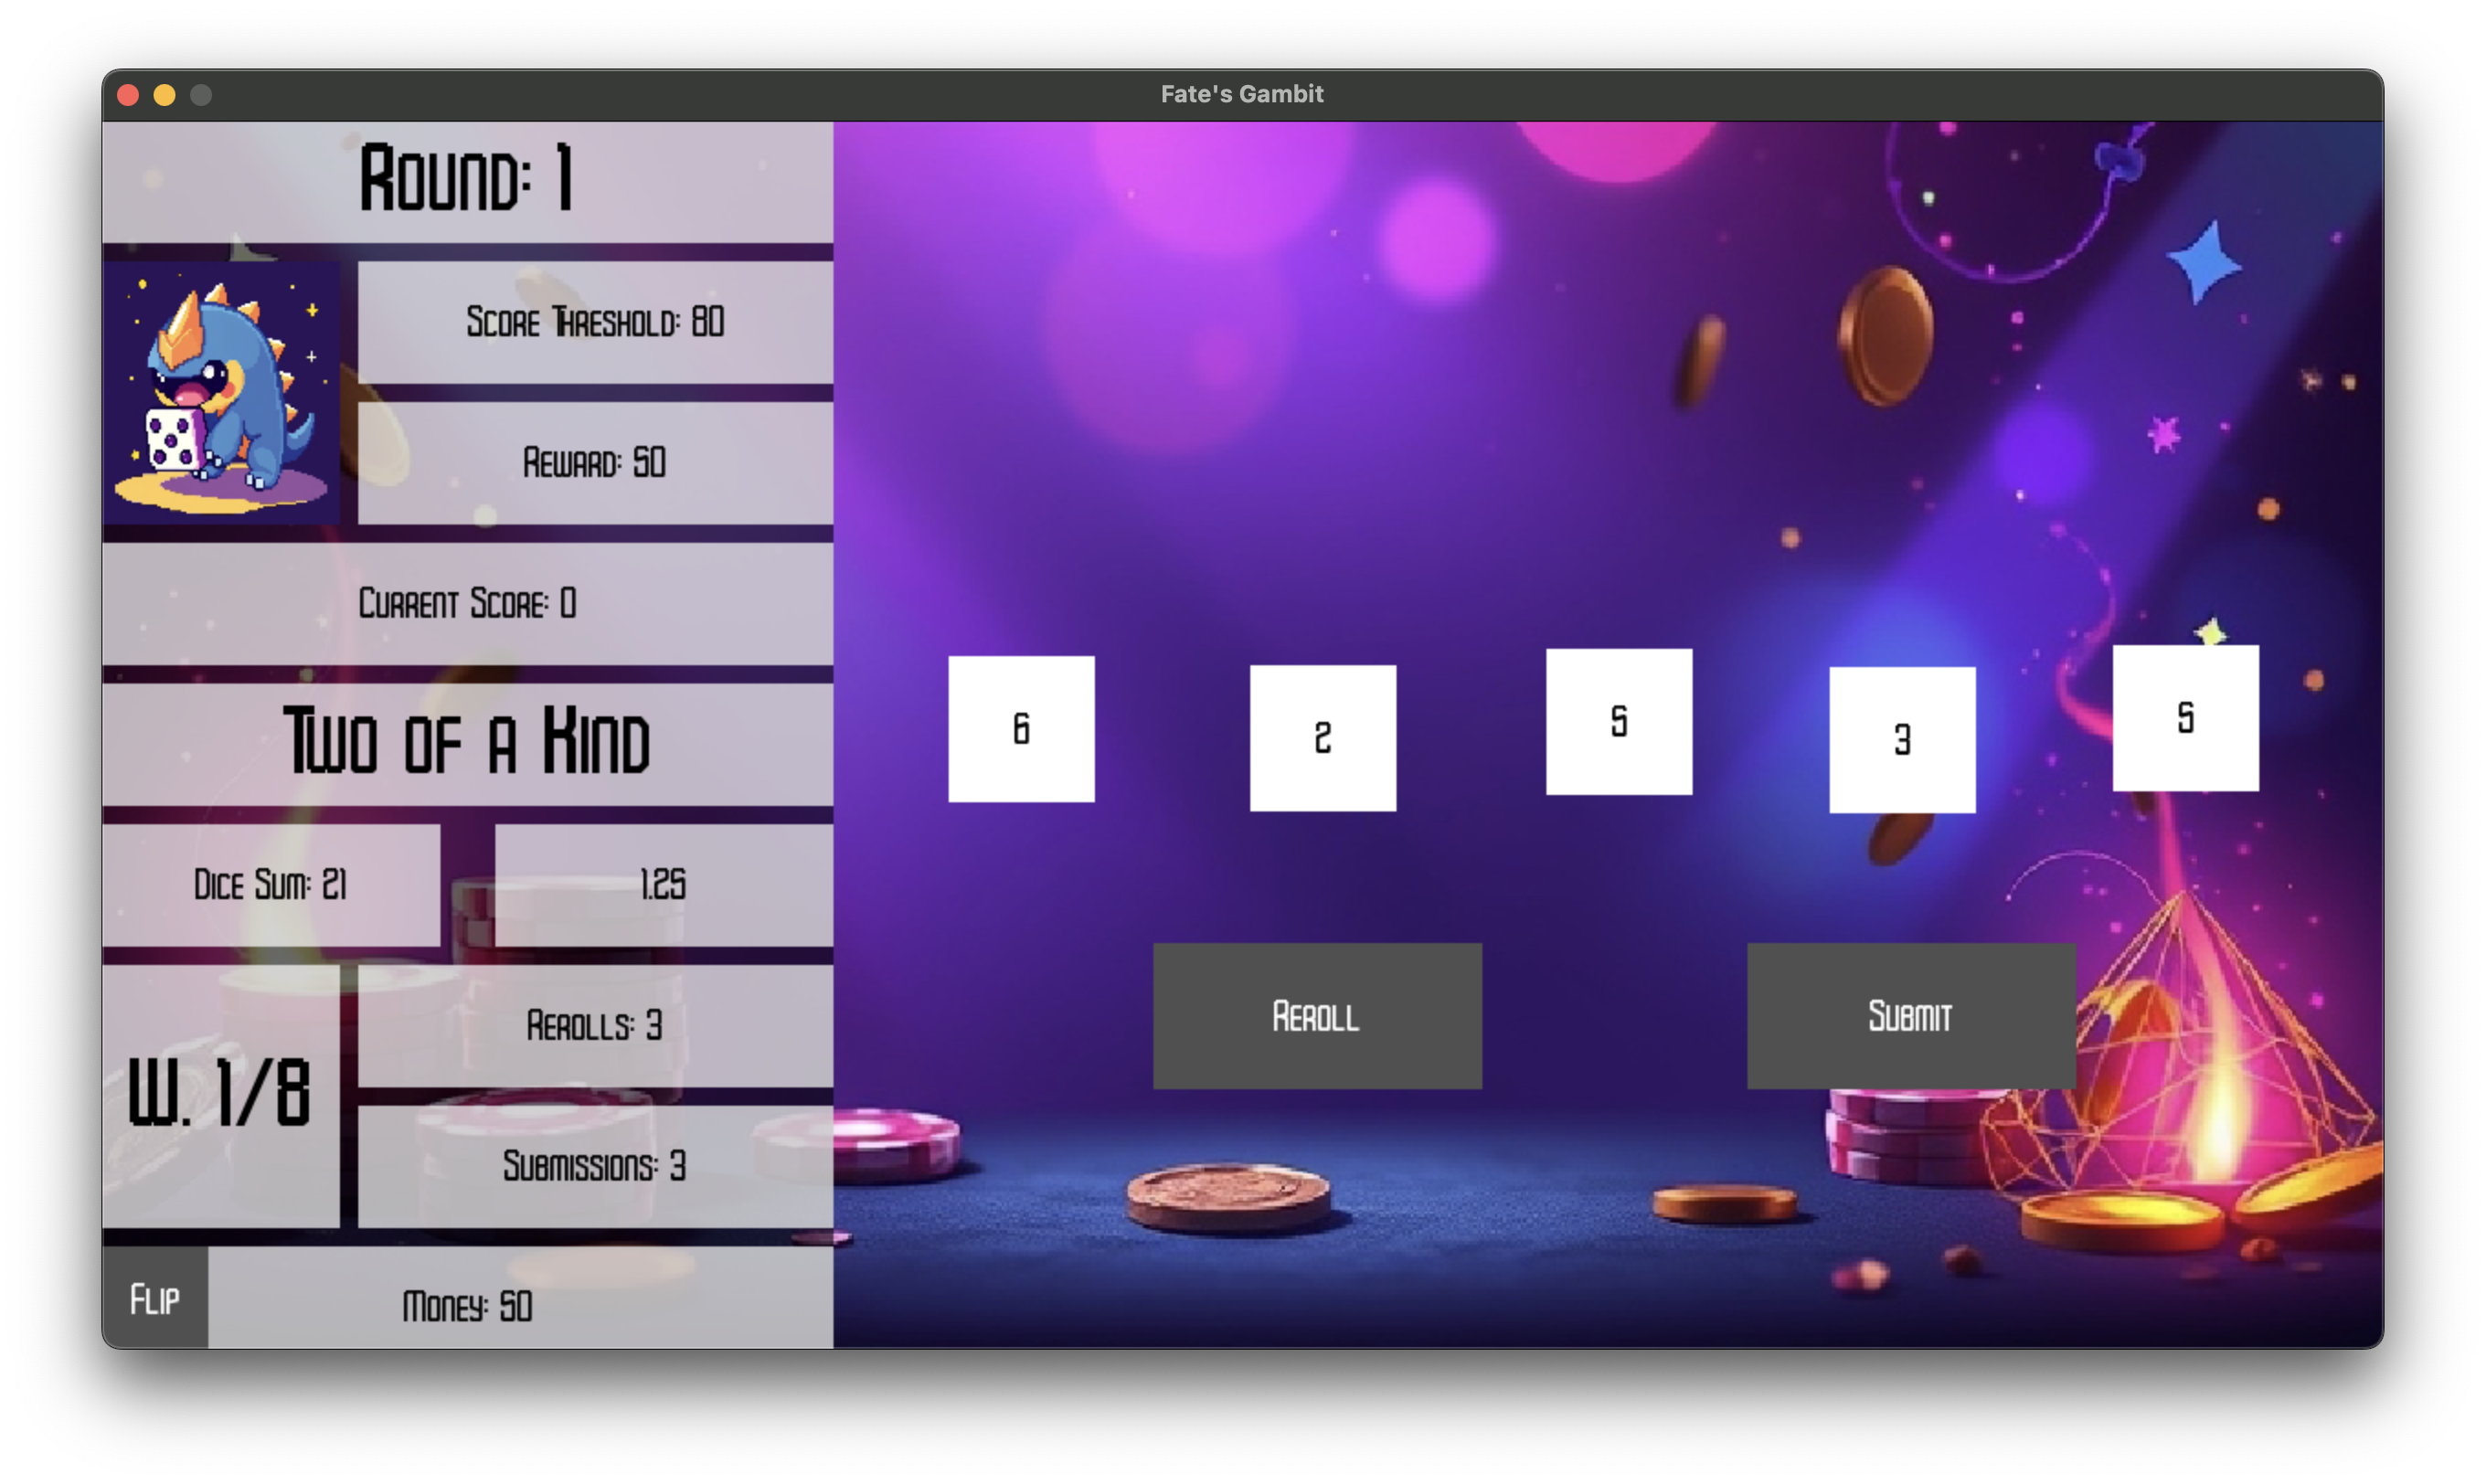 Fate's Gambit
Round: 1
Score Threshold: 80
Reward: 50
Current Score: 0
Two of a Kind
Dice Sum: 21
1.25
W. 1/8
Rerolls: 3
Submissions: 3
Flip
Money: 50
6
2
5
3
5
Reroll
Submit